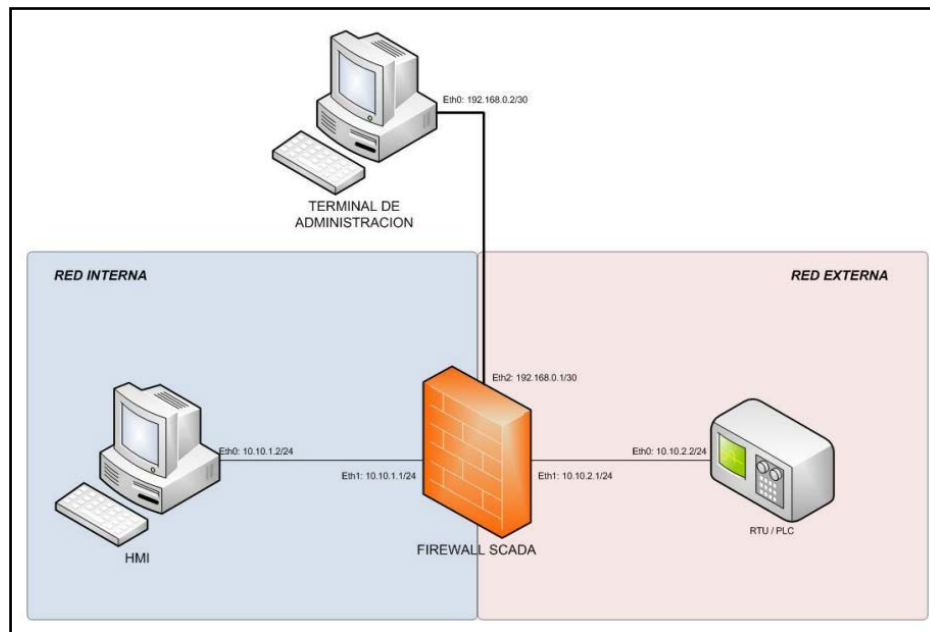 Eth0: 192.168.0.2/30
TERMINAL DE
ADMINISTRACION
RED INTERNA
RED EXTERNA
Eth2: 192.168.0.1/30
Eth0: 10.10.1.2/24
Eth1: 10.10.1.1/24
Eth0: 10.10.2.2/24
Eth1: 10.10.2.1/24
HMI
FIREWALL SCADA
RTU / PLC